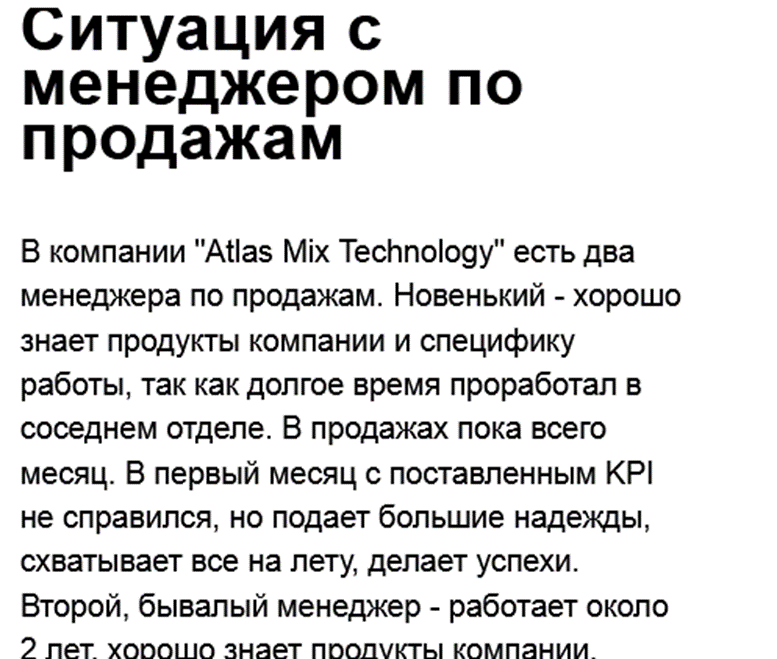 Ситуация с
менеджером по
продажам
В компании "Atlas Mix Technology" есть два
менеджера по продажам. Новенький - хорошо
знает продукты компании и специфику
работы, так как долгое время проработал в
соседнем отделе. В продажах пока всего
месяц. В первый месяц с поставленным KPI
не справился, но подает большие надежды,
схватывает все на лету, делает успехи.
Второй, бывалый менеджер - работает около
2 лет, хорошо знает продукты компании,